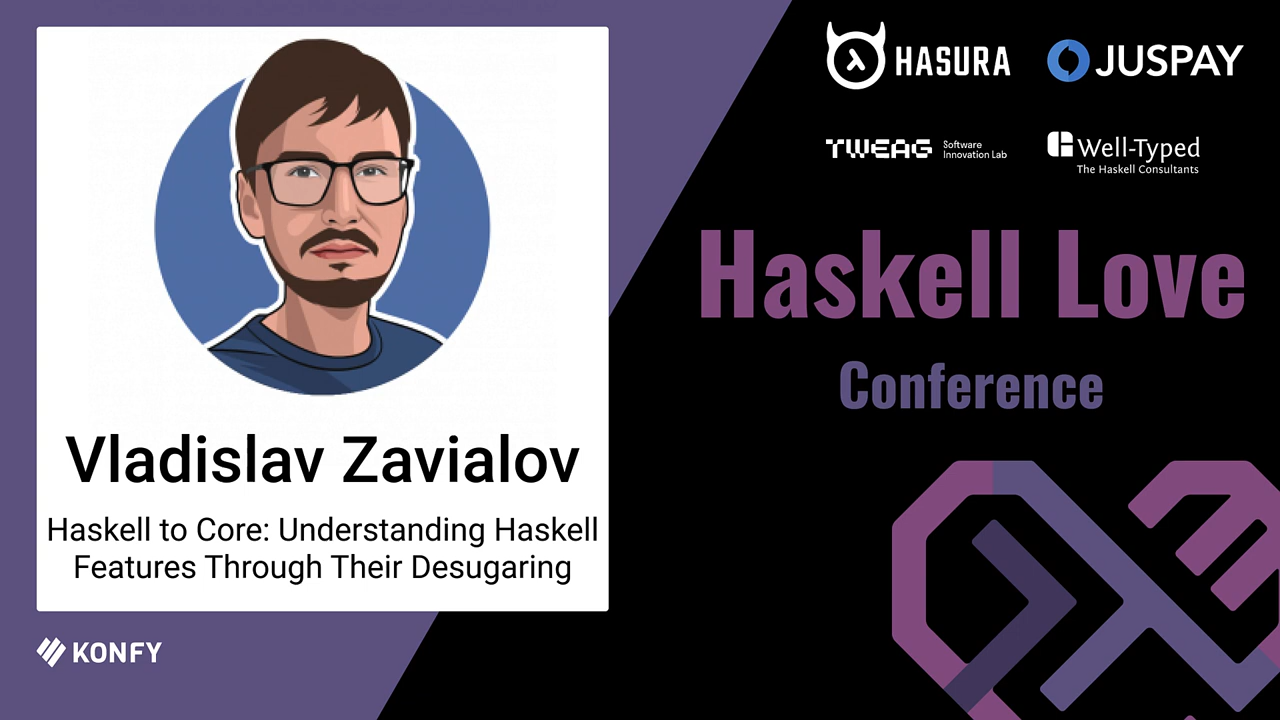 HASURA
JUSPAY
TWEAG Software
Innovation Lab
Well-Typed
The Haskell Consultants
Haskell Love
Conference
Vladislav Zavialov
Haskell to Core: Understanding Haskell
Features Through Their Desugaring
KONFY